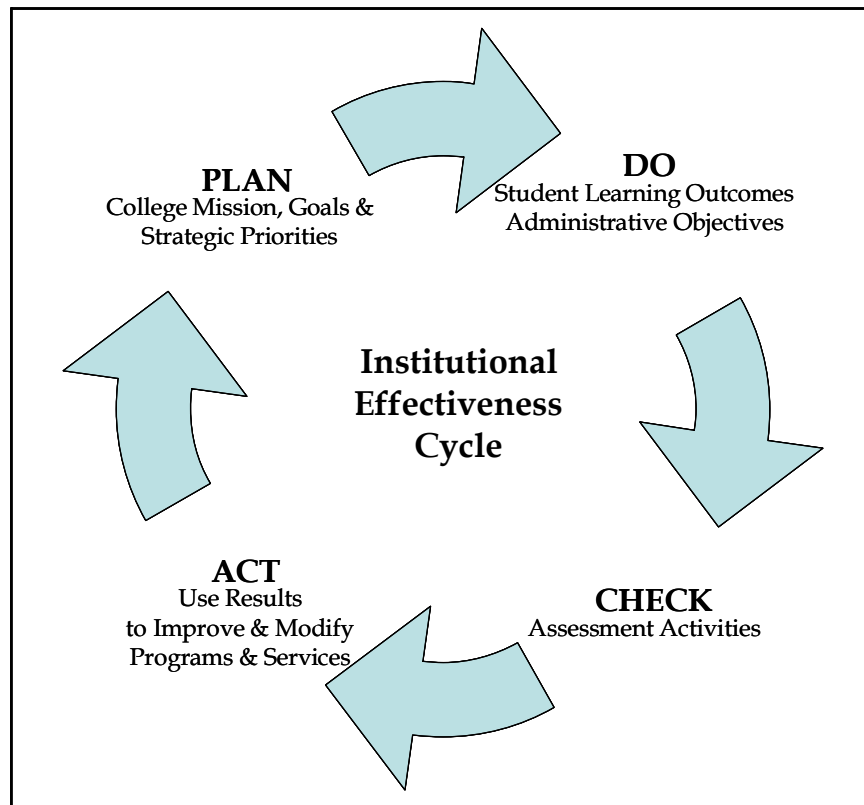 PLAN
College Mission, Goals &
Strategic Priorities
DO
Student Learning Outcomes
Administrative Objectives
Institutional
Effectiveness
Cycle
ACT
Use Results
to Improve & Modify
Programs & Services
CHECK
Assessment Activities